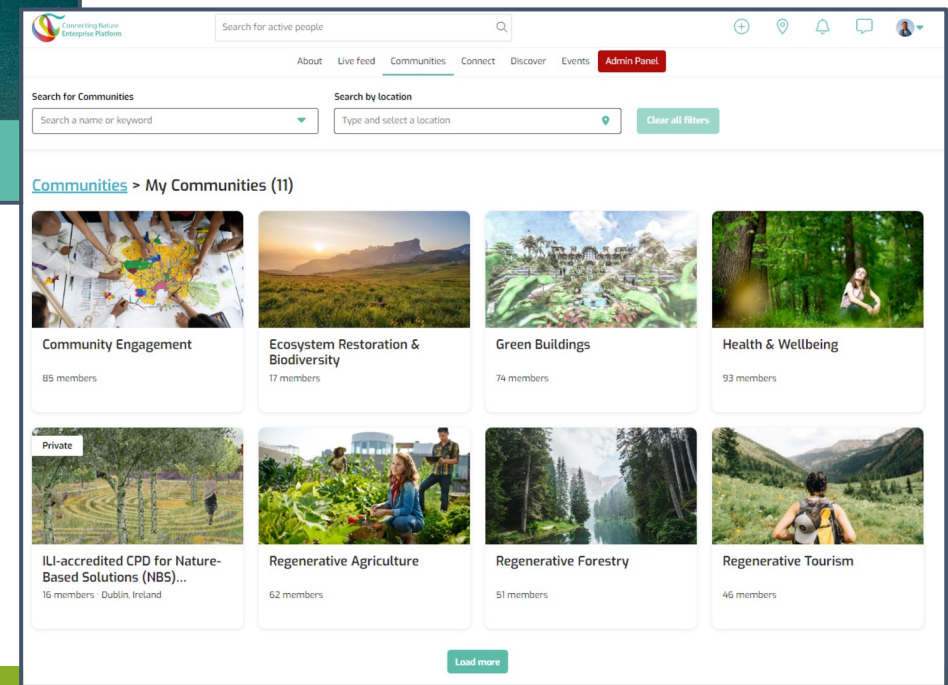 Connecting Nature
Enterprise Platform
Search for active people
About Live feed Communities Connect Discover Events Admin Panel
Search for Communities
Search by location
Search a name or keyword
Type and select a location
Clear all filters
Communities > My Communities (11)
Community Engagement
85 members
Ecosystem Restoration &
Biodiversity
17 members
Green Buildings
74 members
Health & Wellbeing
93 members
Private
ILI-accredited CPD for Nature-
Based Solutions (NBS)...
16 members · Dublin, Ireland
Regenerative Agriculture
62 members
Regenerative Forestry
51 members
Regenerative Tourism
46 members
Load more